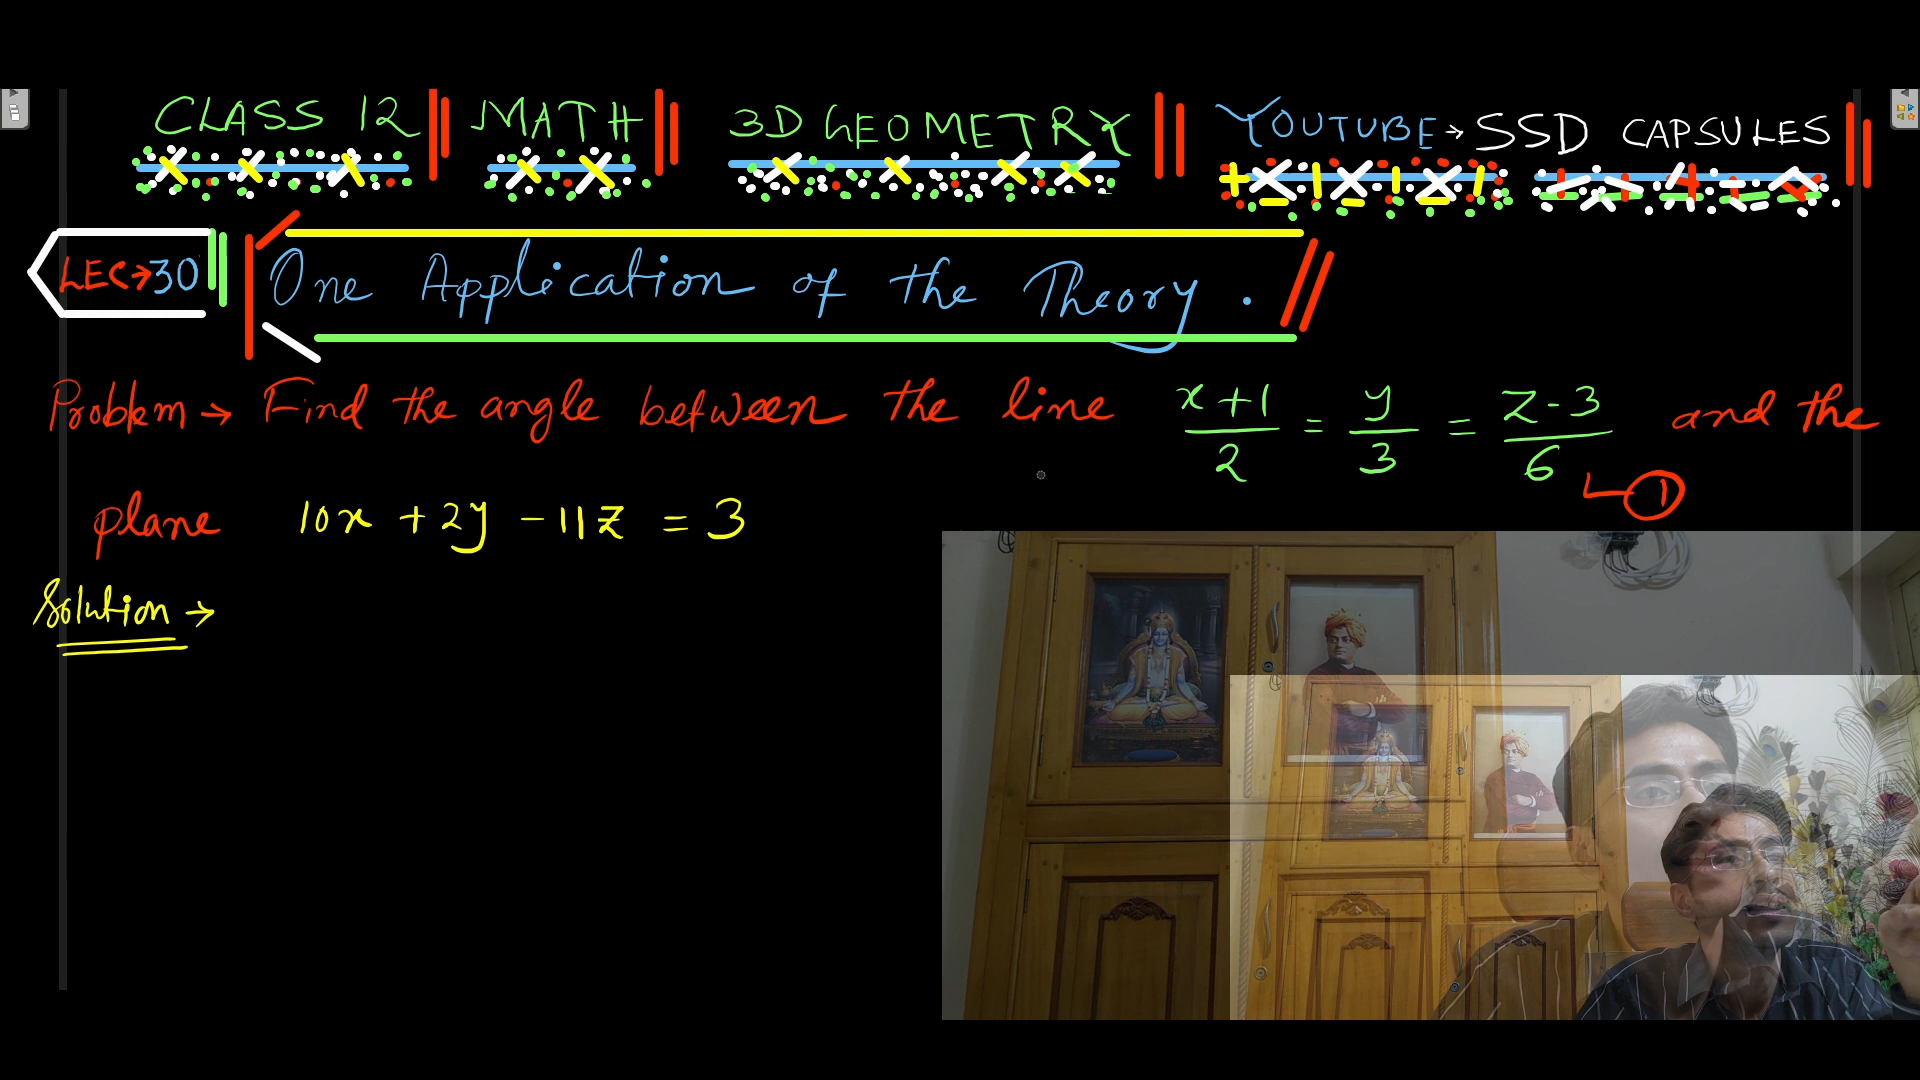 CLASS 12 || MATH || 3D GEOMETRY || YOUTUBE → SSD CAPSULES ||
LEC→30 || One Application of the Theory. //
Problem → Find the angle between the line (x+1)/2 = y/3 = (z-3)/6 and the
①
plane 10x + 2y - 11z = 3
Solution →